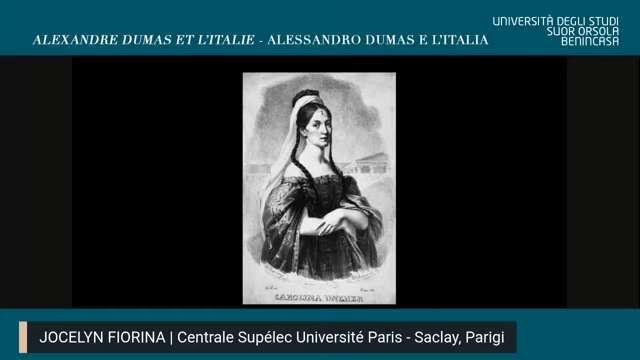 ALEXANDRE DUMAS ET L'ITALIE - ALESSANDRO DUMAS E L'ITALIA
UNIVERSITÀ DEGLI STUDI
SUOR ORSOLA
BENINCASA
CAROLINA UNGHER
JOCELYN FIORINA | Centrale Supélec Université Paris - Saclay, Parigi